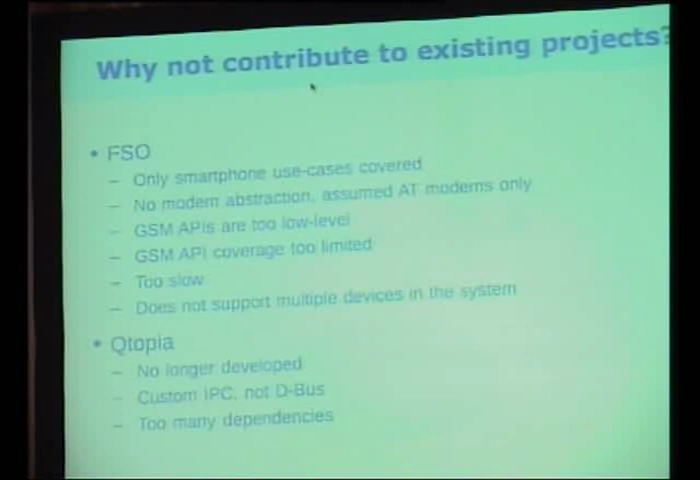 Why not contribute to existing projects?
• FSO
– Only smartphone use-cases covered
– No modem abstraction, assumed AT modems only
– GSM APIs are too low-level
– GSM API coverage too limited
– Too slow
– Does not support multiple devices in the system
• Qtopia
– No longer developed
– Custom IPC, not D-Bus
– Too many dependencies